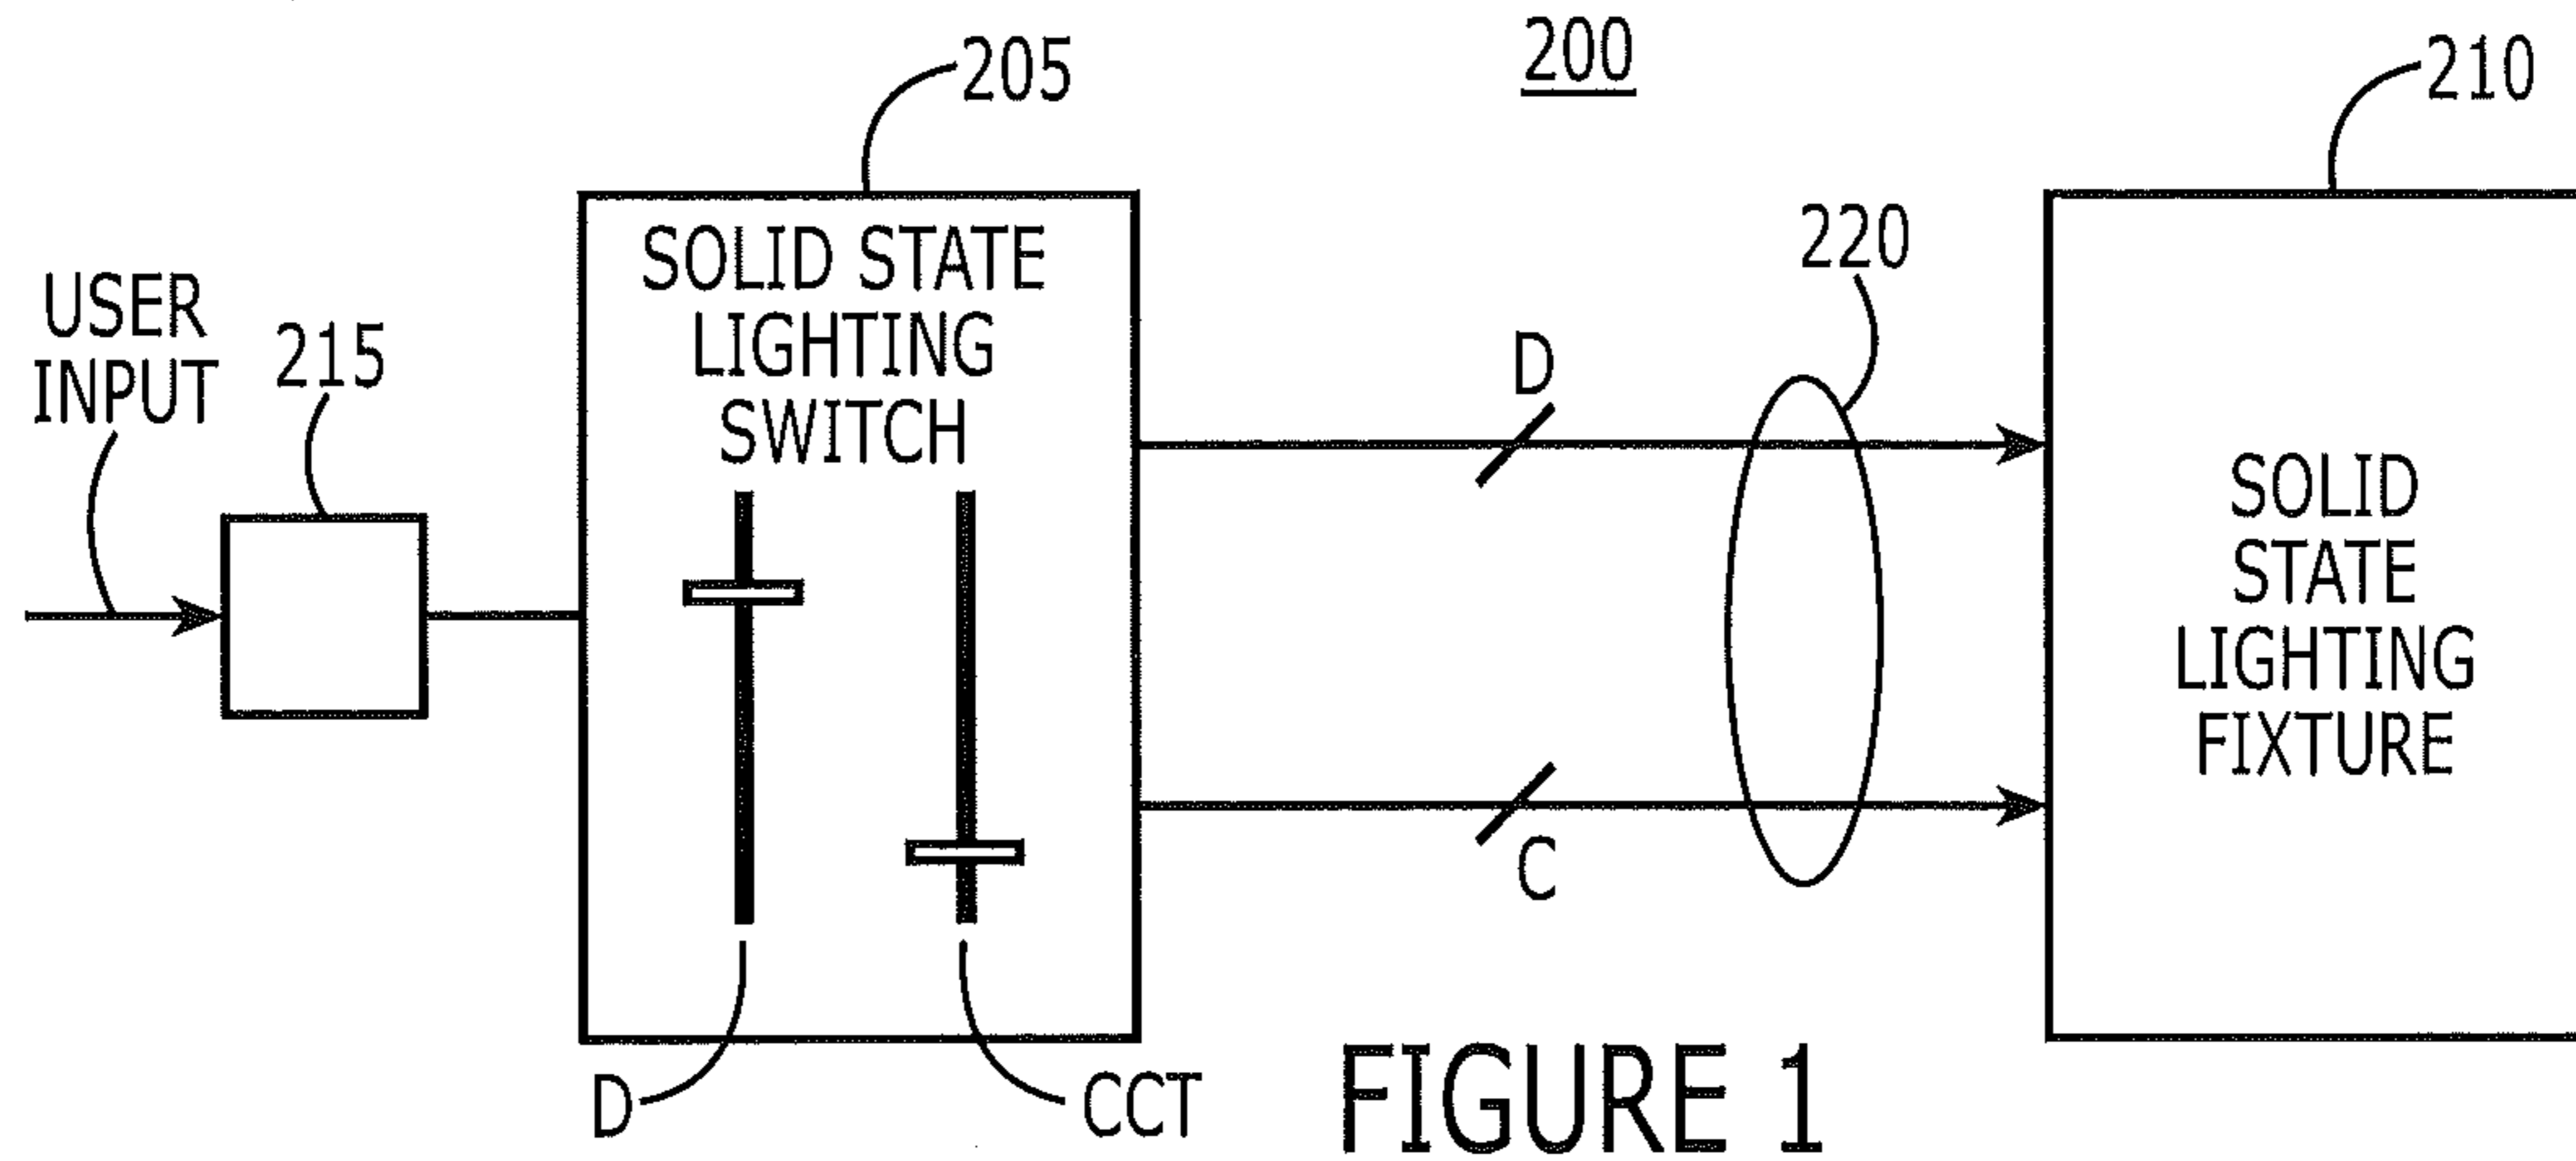 200
205
210
USER
INPUT
215
SOLID STATE
LIGHTING
SWITCH
D
220
SOLID
STATE
LIGHTING
FIXTURE
C
D
CCT
FIGURE 1